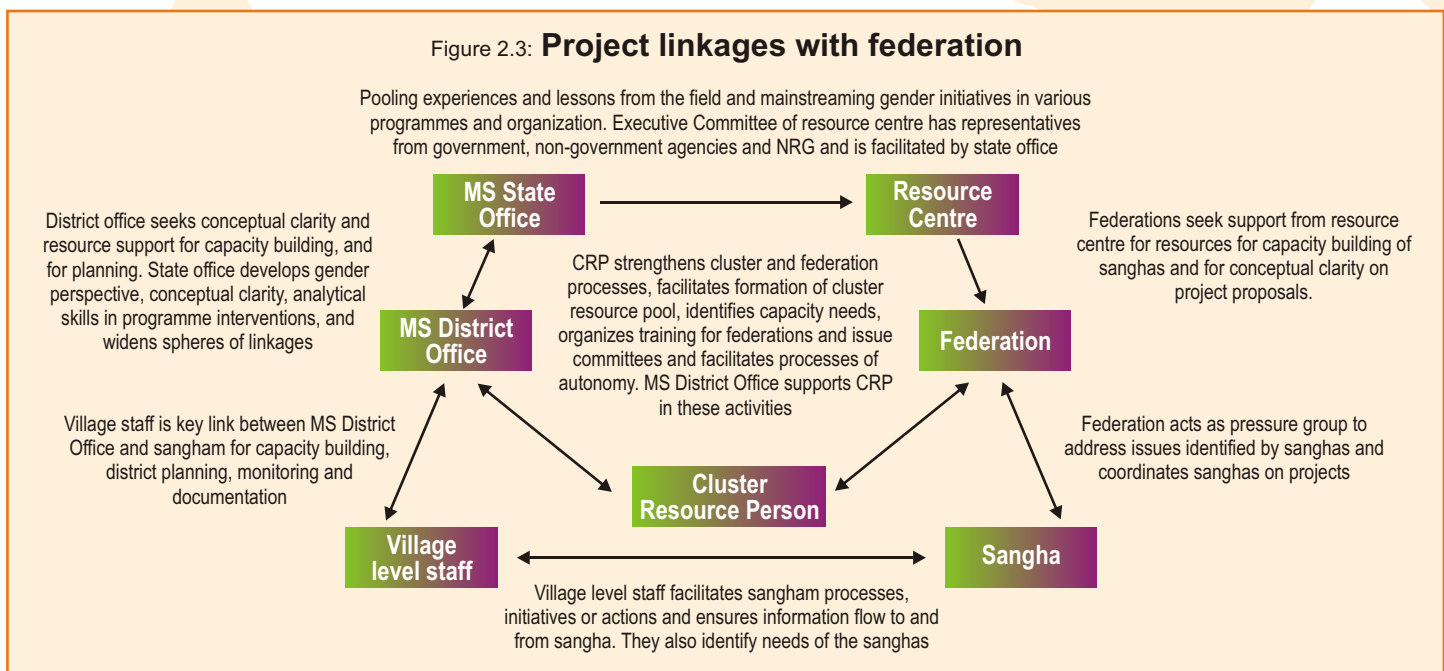 Figure 2.3: Project linkages with federation
Pooling experiences and lessons from the field and mainstreaming gender initiatives in various
programmes and organization. Executive Committee of resource centre has representatives
from government, non-government agencies and NRG and is facilitated by state office
MS State
Office
Resource
Centre
District office seeks conceptual clarity and
resource support for capacity building, and
for planning. State office develops gender
perspective, conceptual clarity, analytical
skills in programme interventions, and
widens spheres of linkages
CRP strengthens cluster and federation
processes, facilitates formation of cluster
resource pool, identifies capacity needs,
organizes training for federations and issue
committees and facilitates processes of
autonomy. MS District Office supports CRP
in these activities
Federations seek support from resource
centre for resources for capacity building of
sanghas and for conceptual clarity on
project proposals.
MS District
Office
Federation
Village staff is key link between MS District
Office and sangham for capacity building,
district planning, monitoring and
documentation
Federation acts as pressure group to
address issues identified by sanghas and
coordinates sanghas on projects
Cluster
Resource Person
Village
level staff
Sangha
Village level staff facilitates sangham processes,
initiatives or actions and ensures information flow to and
from sangha. They also identify needs of the sanghas